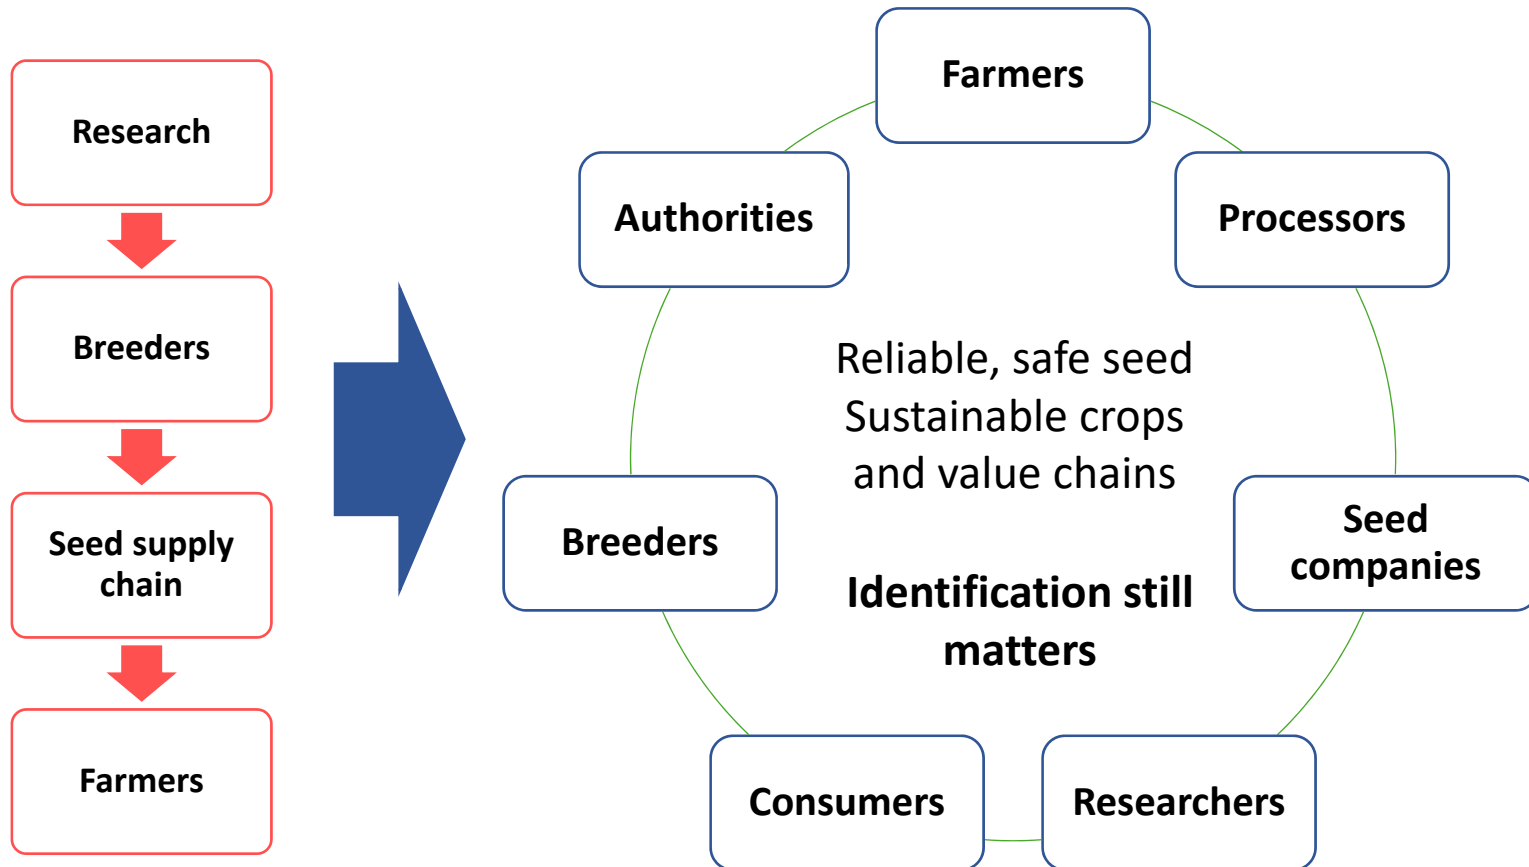 Research
Breeders
Seed supply
chain
Farmers
Farmers
Processors
Seed
companies
Researchers
Consumers
Breeders
Authorities
Reliable, safe seed
Sustainable crops
and value chains
Identification still
matters